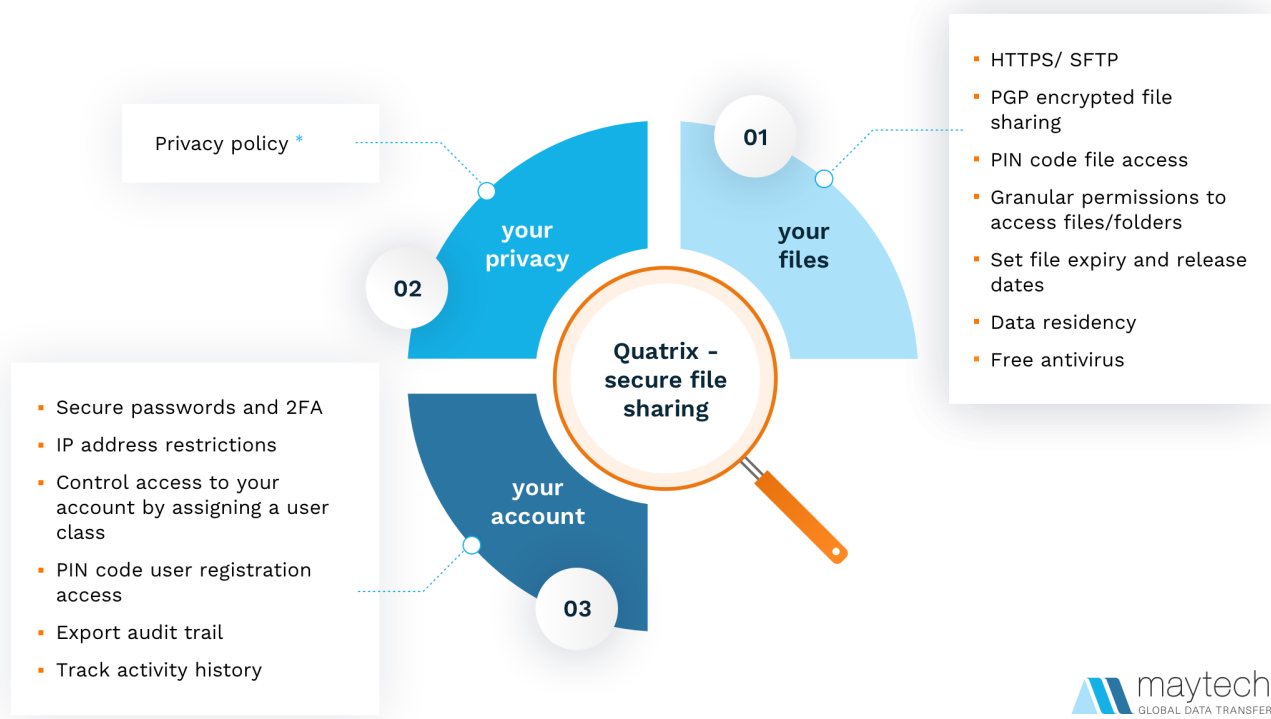 01
your
files
HTTPS/ SFTP
PGP encrypted file
sharing
PIN code file access
Granular permissions to
access files/folders
Set file expiry and release
dates
Data residency
Free antivirus
02
your
privacy
Privacy policy *
Quatrix -
secure file
sharing
03
your
account
Secure passwords and 2FA
IP address restrictions
Control access to your
account by assigning a user
class
PIN code user registration
access
Export audit trail
Track activity history
maytech
GLOBAL DATA TRANSFER